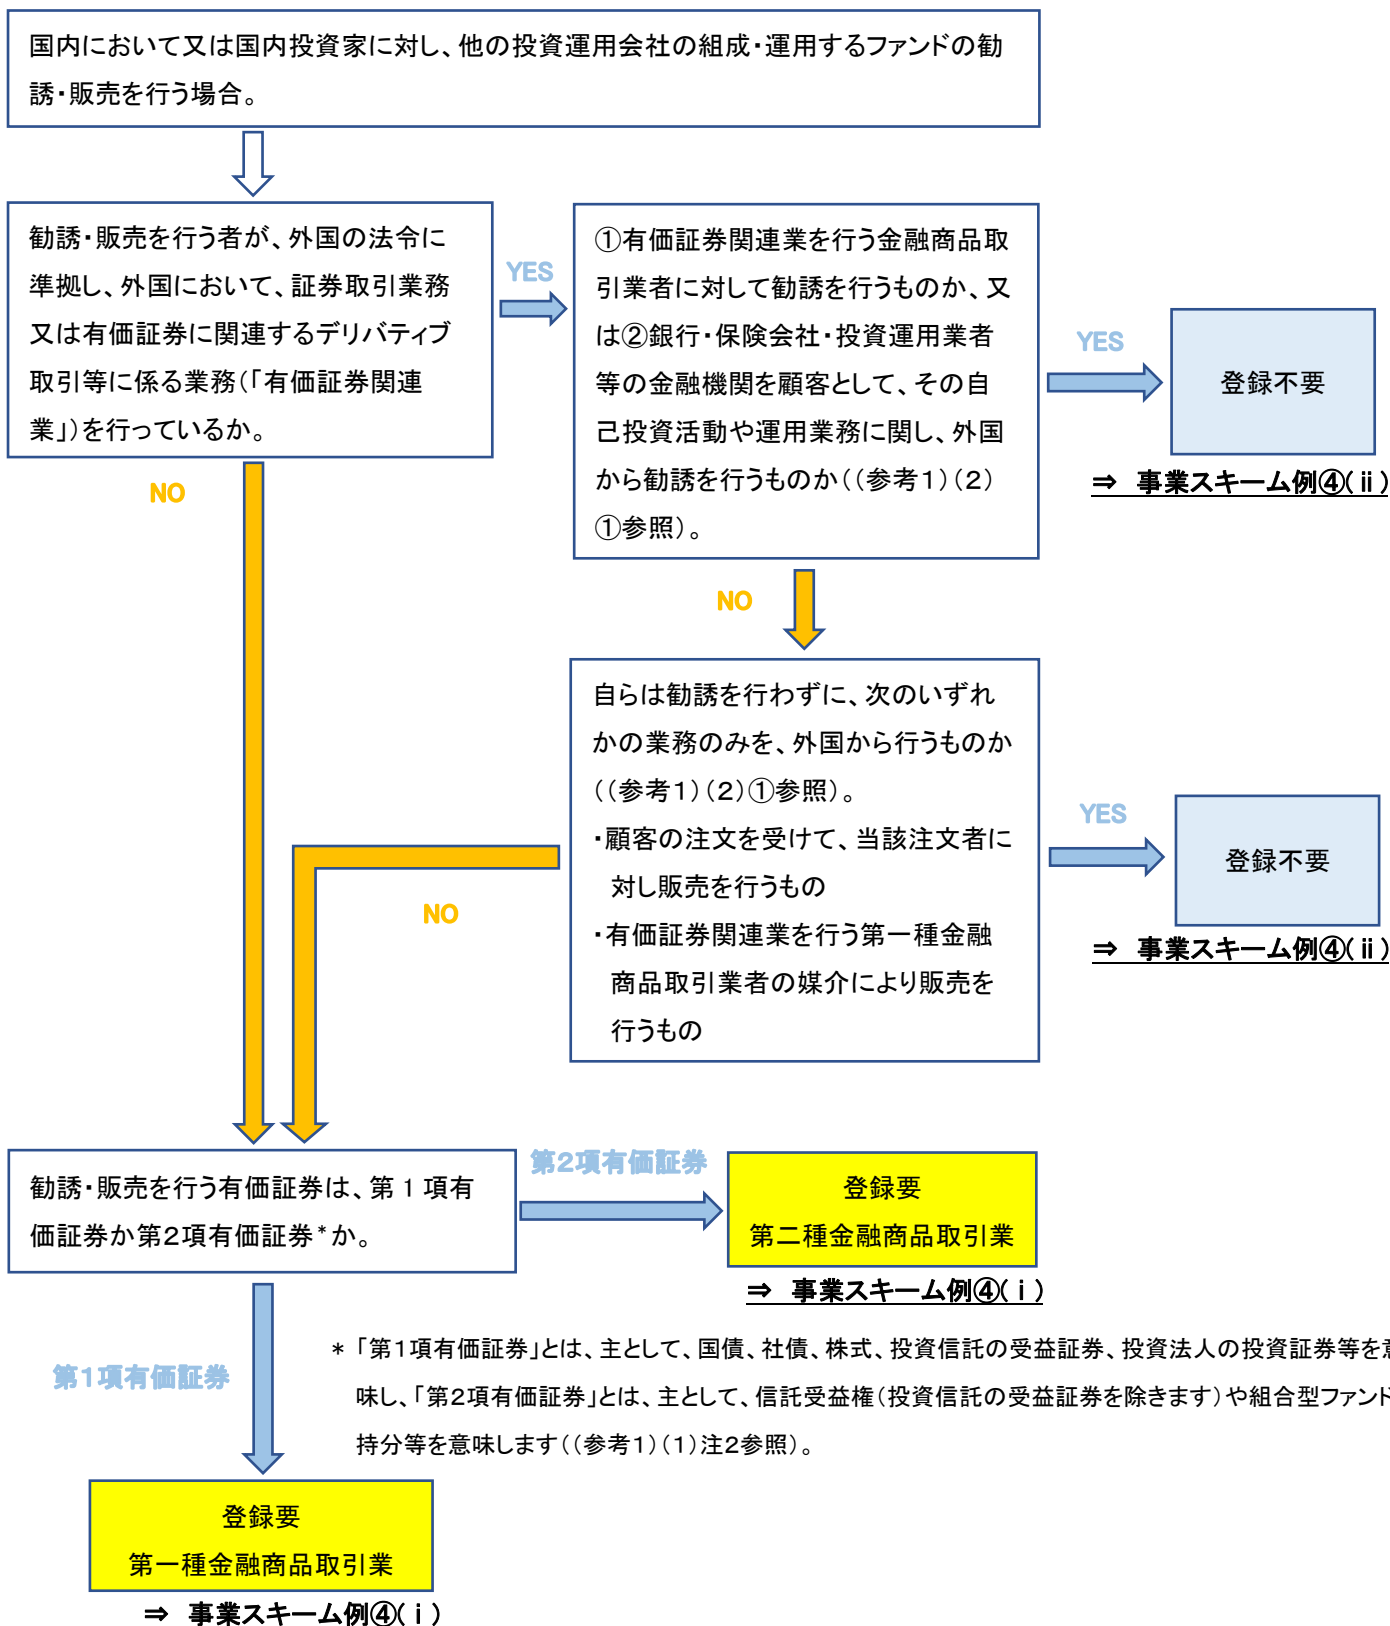 国内において又は国内投資家に対し、他の投資運用会社の組成・運用するファンドの勧
誘・販売を行う場合。
勧誘・販売を行う者が、外国の法令に
準拠し、外国において、証券取引業務
又は有価証券に関連するデリバティブ
取引等に係る業務(「有価証券関連
業」)を行っているか。
YES
①有価証券関連業を行う金融商品取
引業者に対して勧誘を行うものか、又
は②銀行・保険会社・投資運用業者
等の金融機関を顧客として、その自
己投資活動や運用業務に関し、外国
から勧誘を行うものか((参考1)(2)
①参照)。
YES
登録不要
⇒ 事業スキーム例④(ⅱ)
NO
NO
自らは勧誘を行わずに、次のいずれ
かの業務のみを、外国から行うものか
((参考1)(2)①参照)。
・顧客の注文を受けて、当該注文者に
対し販売を行うもの
・有価証券関連業を行う第一種金融
商品取引業者の媒介により販売を
行うもの
YES
登録不要
⇒ 事業スキーム例④(ⅱ)
NO
勧誘・販売を行う有価証券は、第1項有
価証券か第2項有価証券*か。
第2項有価証券
登録要
第二種金融商品取引業
⇒ 事業スキーム例④(ⅰ)
* 「第1項有価証券」とは、主として、国債、社債、株式、投資信託の受益証券、投資法人の投資証券等を意
味し、「第2項有価証券」とは、主として、信託受益権(投資信託の受益証券を除きます)や組合型ファンド
持分等を意味します((参考1)(1)注2参照)。
第1項有価証券
登録要
第一種金融商品取引業
⇒ 事業スキーム例④(ⅰ)